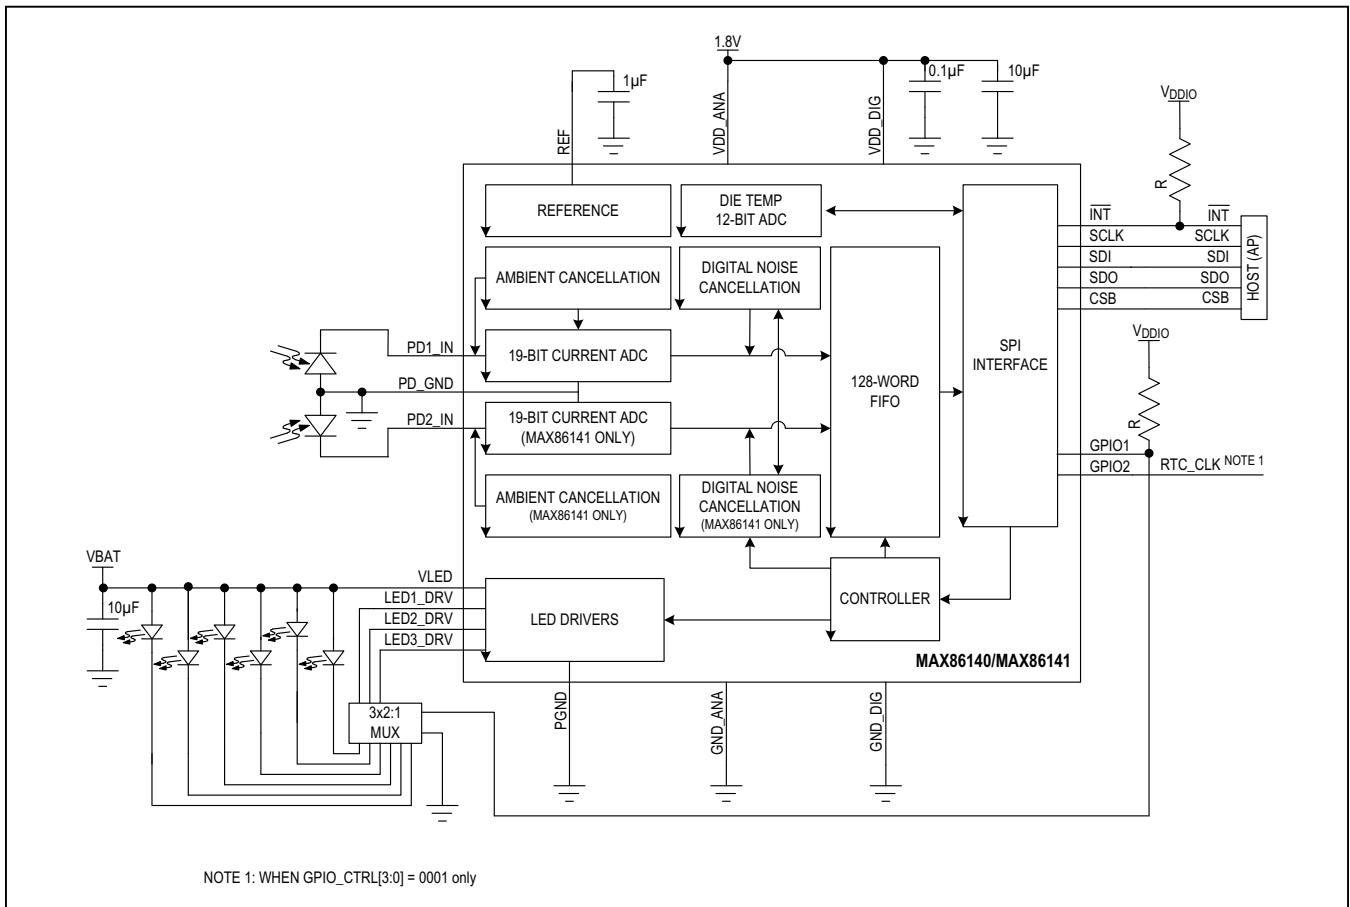 1.8V
1µF
0.1µF
10µF
VDDIO
REF
VDD_ANA
VDD_DIG
R
REFERENCE
DIE TEMP
12-BIT ADC
INT
INT
SCLK
SCLK
SDI
SDI
SDO
SDO
CSB
CSB
HOST (AP)
AMBIENT CANCELLATION
DIGITAL NOISE
CANCELLATION
VDDIO
PD1_IN
19-BIT CURRENT ADC
SPI
INTERFACE
PD_GND
128-WORD
FIFO
PD2_IN
19-BIT CURRENT ADC
(MAX86141 ONLY)
R
GPIO1
GPIO2
RTC_CLK NOTE 1
AMBIENT CANCELLATION
(MAX86141 ONLY)
DIGITAL NOISE
CANCELLATION
(MAX86141 ONLY)
VBAT
VLED
10µF
LED1_DRV
LED2_DRV
LED3_DRV
LED DRIVERS
CONTROLLER
MAX86140/MAX86141
3x2:1
MUX
PGND
GND_ANA
GND_DIG
NOTE 1: WHEN GPIO_CTRL[3:0] = 0001 only